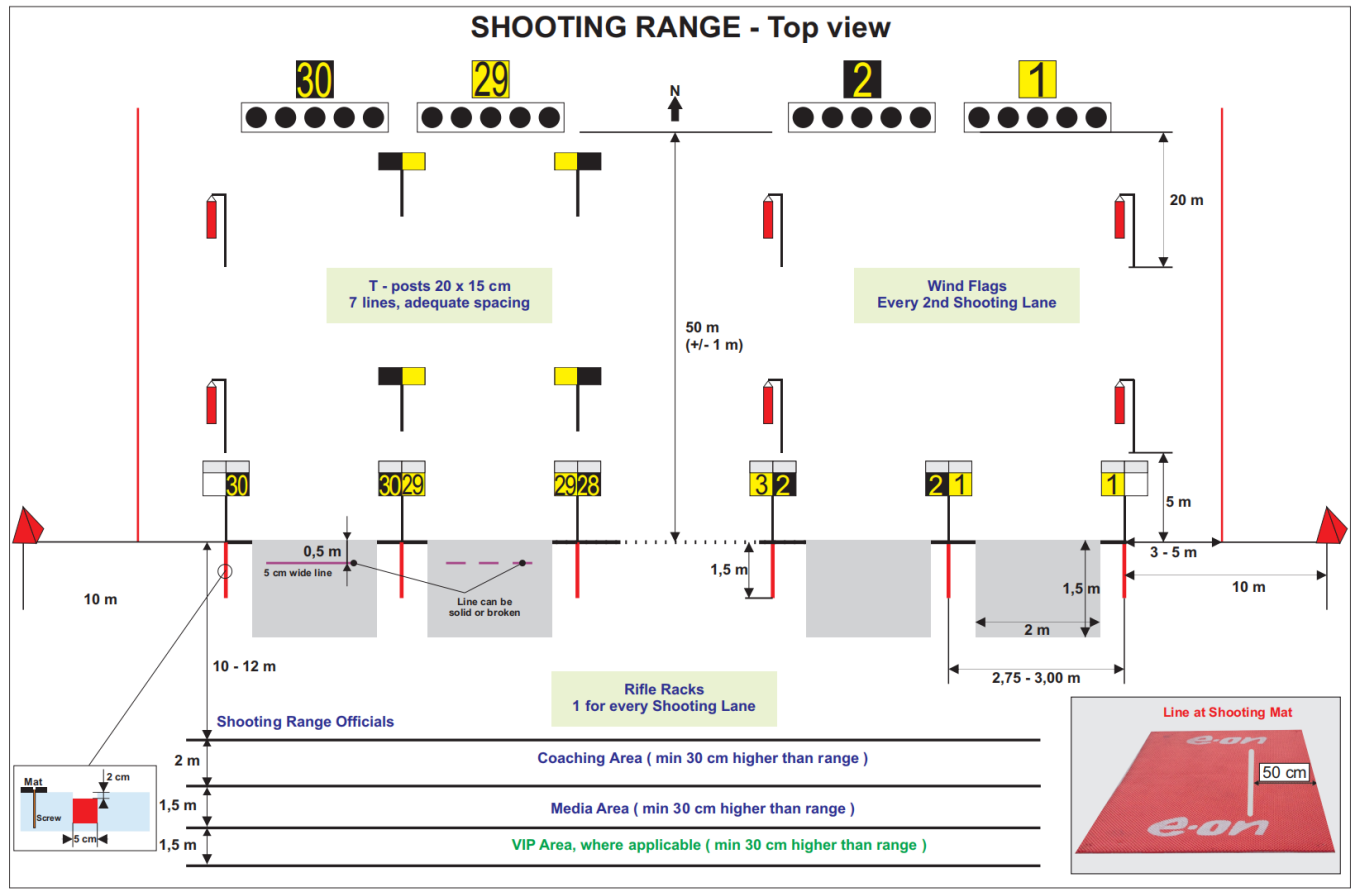 SHOOTING RANGE - Top view
30
29
2
1
N
20 m
T - posts 20 x 15 cm
7 lines, adequate spacing
Wind Flags
Every 2nd Shooting Lane
50 m
(+/- 1 m)
30
30 29
29 28
3 2
2 1
1
5 m
0,5 m
5 cm wide line
Line can be
solid or broken
1,5 m
3 - 5 m
10 m
10 m
1,5 m
2 m
2,75 - 3,00 m
10 - 12 m
Rifle Racks
1 for every Shooting Lane
Shooting Range Officials
2 m
Coaching Area ( min 30 cm higher than range )
1,5 m
Media Area ( min 30 cm higher than range )
1,5 m
VIP Area, where applicable ( min 30 cm higher than range )
Mat
2 cm
Screw
5 cm
Line at Shooting Mat
e-on
50 cm
e-on